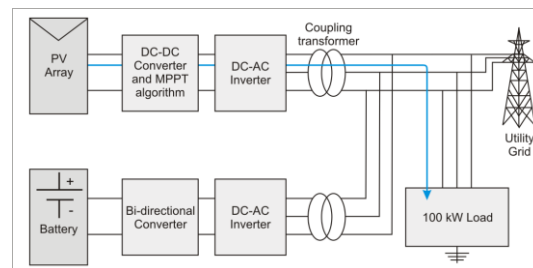 Coupling
transformer
PV
Array
DC-DC
Converter
and MPPT
algorithm
DC-AC
Inverter
Utility
Grid
+
-
Battery
Bi-directional
Converter
DC-AC
Inverter
100 kW Load